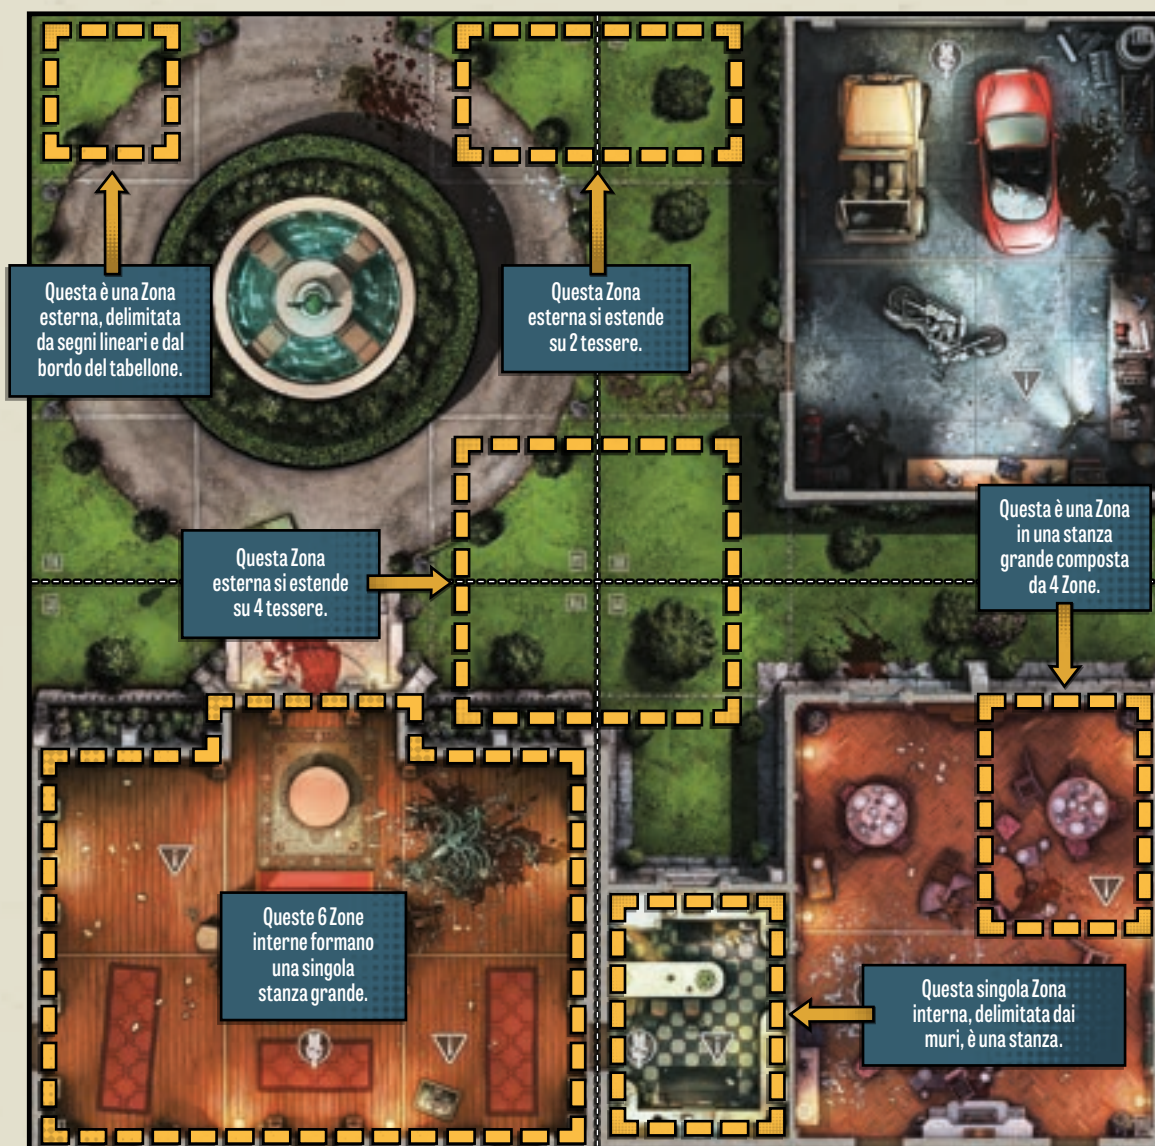 Questa è una Zona
esterna, delimitata
da segni lineari e dal
bordo del tabellone.
Questa Zona
esterna si estende
su 2 tessere.
Questa è una Zona
in una stanza
grande composta
da 4 Zone.
Questa Zona
esterna si estende
su 4 tessere.
Queste 6 Zone
interne formano
una singola
stanza grande.
Questa singola Zona
interna, delimitata dai
muri, è una stanza.